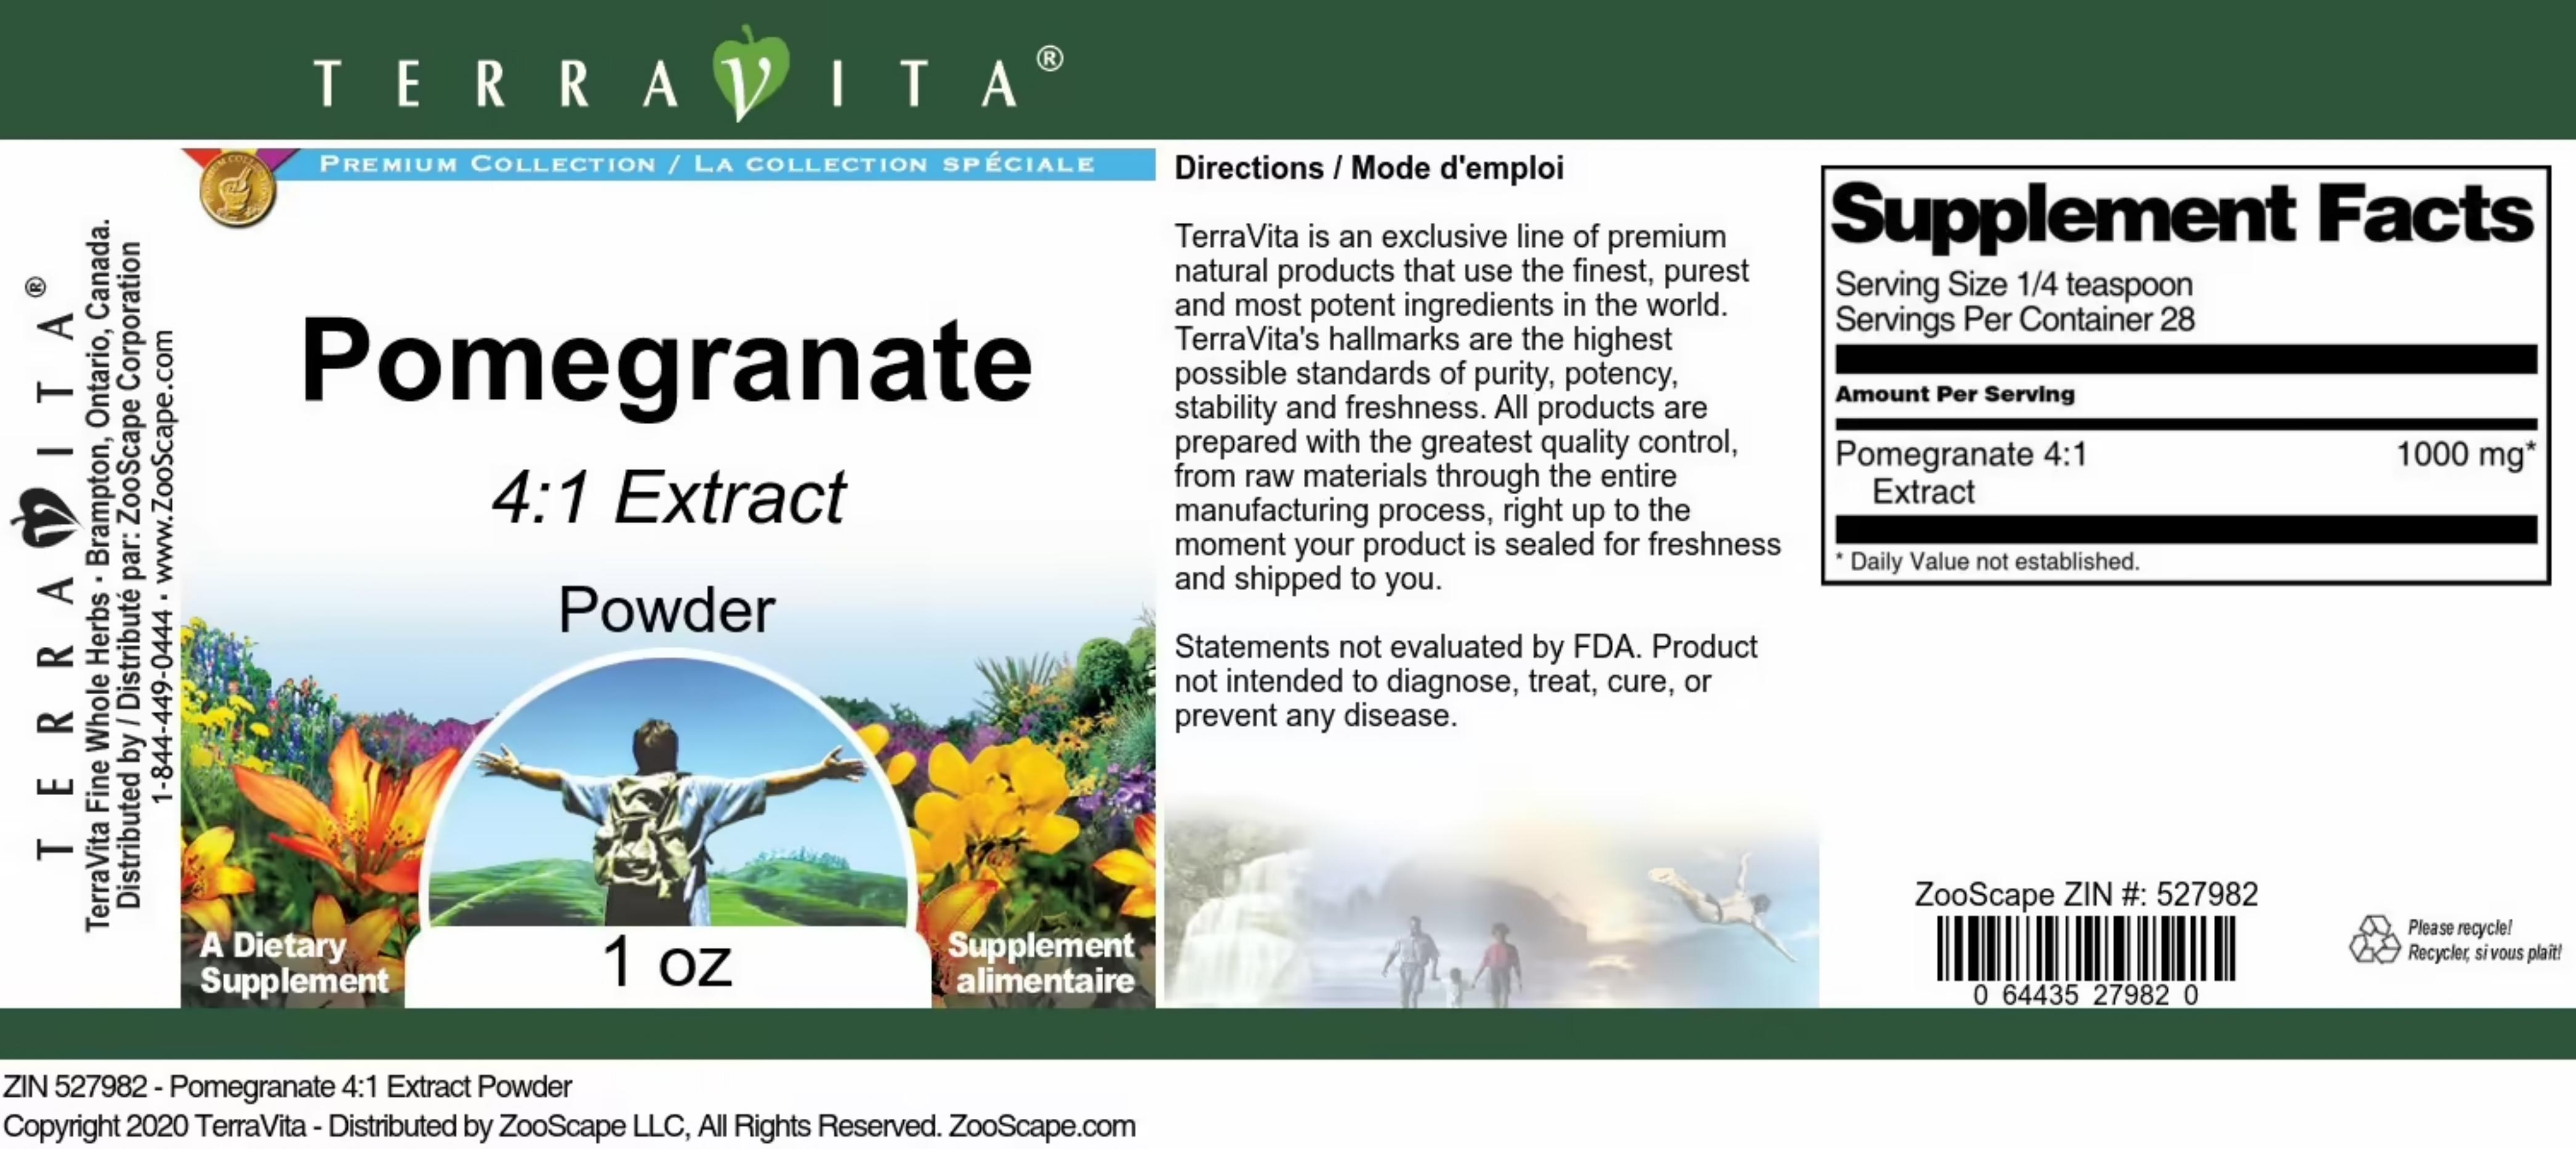 TERRAVITA®
TERRAVITA®
TerraVita Fine Whole Herbs · Brampton, Ontario, Canada.
Distributed by / Distribué par: ZooScape Corporation
1-844-449-0444 · www.ZooScape.com
PREMIUM COLLECTION / LA COLLECTION SPÉCIALE
Pomegranate
4:1 Extract
Powder
A Dietary
Supplement
1 oz
Supplement
alimentaire
Directions / Mode d'emploi
TerraVita is an exclusive line of premium
natural products that use the finest, purest
and most potent ingredients in the world.
TerraVita's hallmarks are the highest
possible standards of purity, potency,
stability and freshness. All products are
prepared with the greatest quality control,
from raw materials through the entire
manufacturing process, right up to the
moment your product is sealed for freshness
and shipped to you.
Statements not evaluated by FDA. Product
not intended to diagnose, treat, cure, or
prevent any disease.
Supplement Facts
Serving Size 1/4 teaspoon
Servings Per Container 28
Amount Per Serving
Pomegranate 4:1 1000 mg*
Extract
* Daily Value not established.
ZooScape ZIN #: 527982
0 64435 27982 0
Please recycle!
Recycler, si vous plaît!
ZIN 527982 - Pomegranate 4:1 Extract Powder
Copyright 2020 TerraVita - Distributed by ZooScape LLC, All Rights Reserved. ZooScape.com